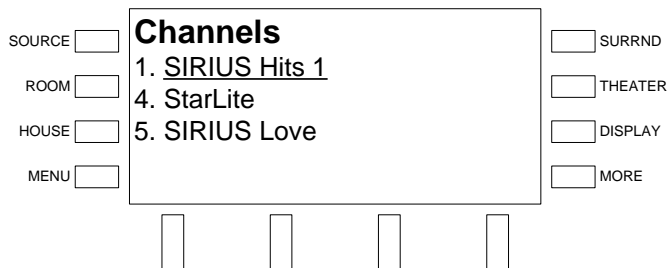 Channels
SOURCE
SURRND
1. SIRIUS Hits 1
ROOM
THEATER
4. StarLite
HOUSE
5. SIRIUS Love
DISPLAY
MENU
MORE